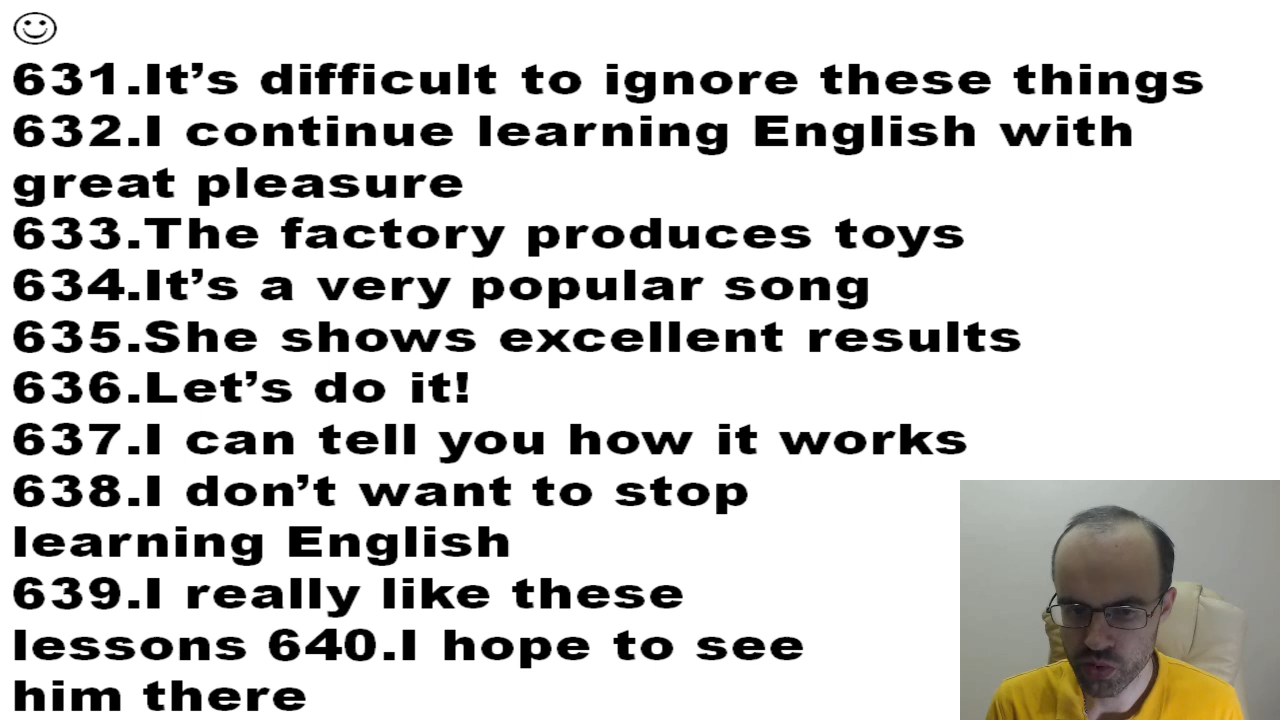 631.It’s difficult to ignore these things
632.I continue learning English with
great pleasure
633.The factory produces toys
634.It’s a very popular song
635.She shows excellent results
636.Let’s do it!
637.I can tell you how it works
638.I don’t want to stop
learning English
639.I really like these
lessons 640.I hope to see
him there